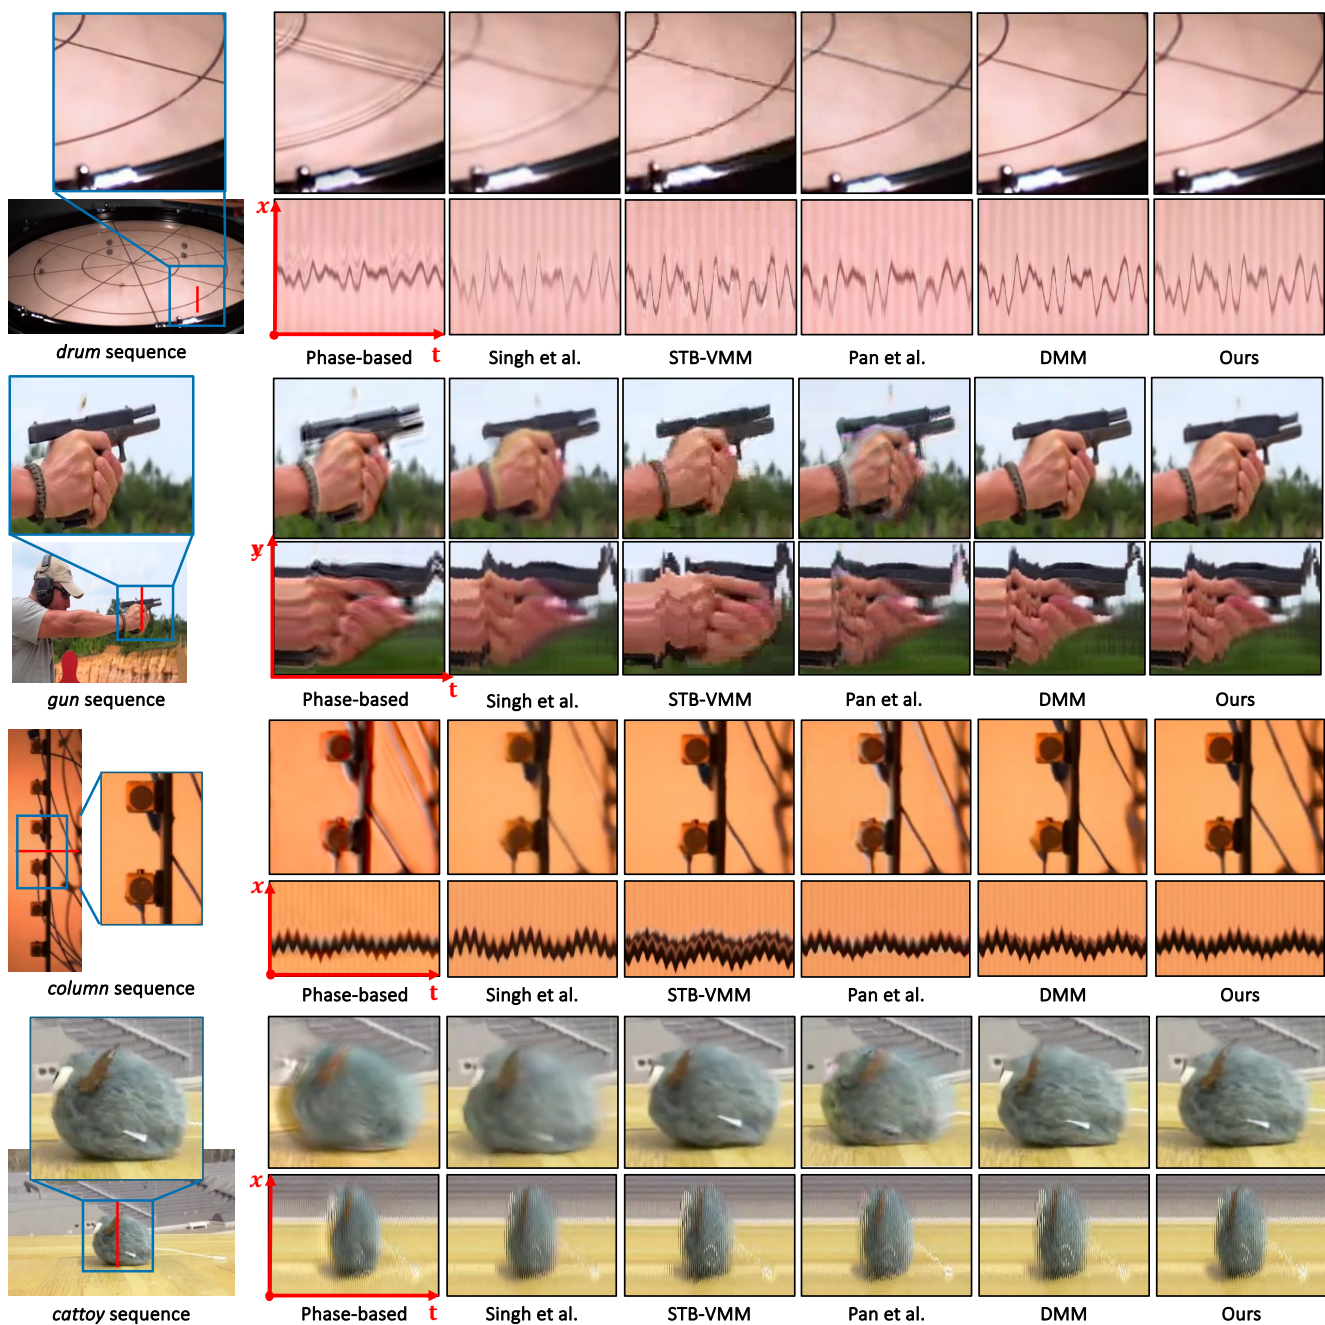 x
t
drum sequence
Phase-based
Singh et al.
STB-VMM
Pan et al.
DMM
Ours
y
t
gun sequence
Phase-based
Singh et al.
STB-VMM
Pan et al.
DMM
Ours
x
t
column sequence
Phase-based
Singh et al.
STB-VMM
Pan et al.
DMM
Ours
x
t
cattoy sequence
Phase-based
Singh et al.
STB-VMM
Pan et al.
DMM
Ours